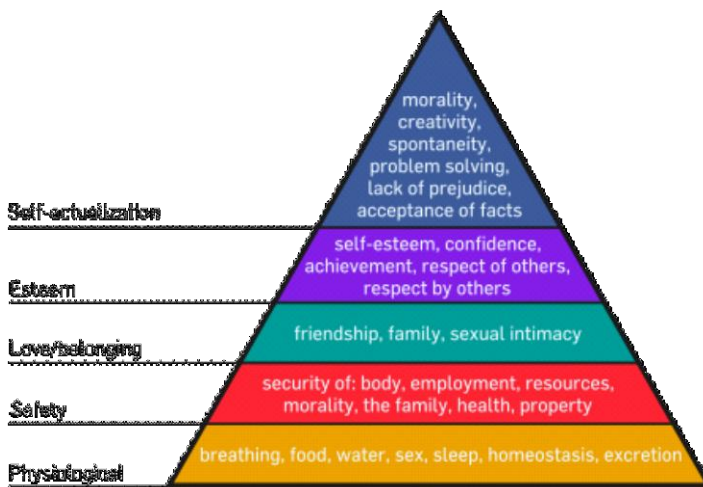 morality,
creativity,
spontaneity,
problem solving,
lack of prejudice,
acceptance of facts
Self-actualization
self-esteem, confidence,
achievement, respect of others,
respect by others
Esteem
friendship, family, sexual intimacy
Love/belonging
security of: body, employment, resources,
morality, the family, health, property
Safety
breathing, food, water, sex, sleep, homeostasis, excretion
Physiological